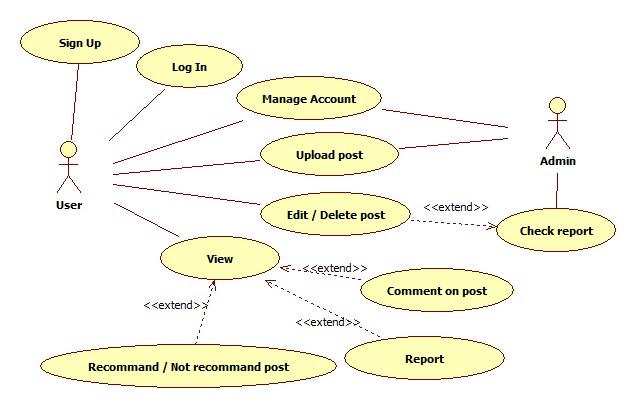 Sign Up
Log In
Manage Account
Upload post
Admin
User
Edit / Delete post
<<extend>>
Check report
View
<<extend>>
Comment on post
<<extend>>
<<extend>>
Recommand / Not recommand post
Report